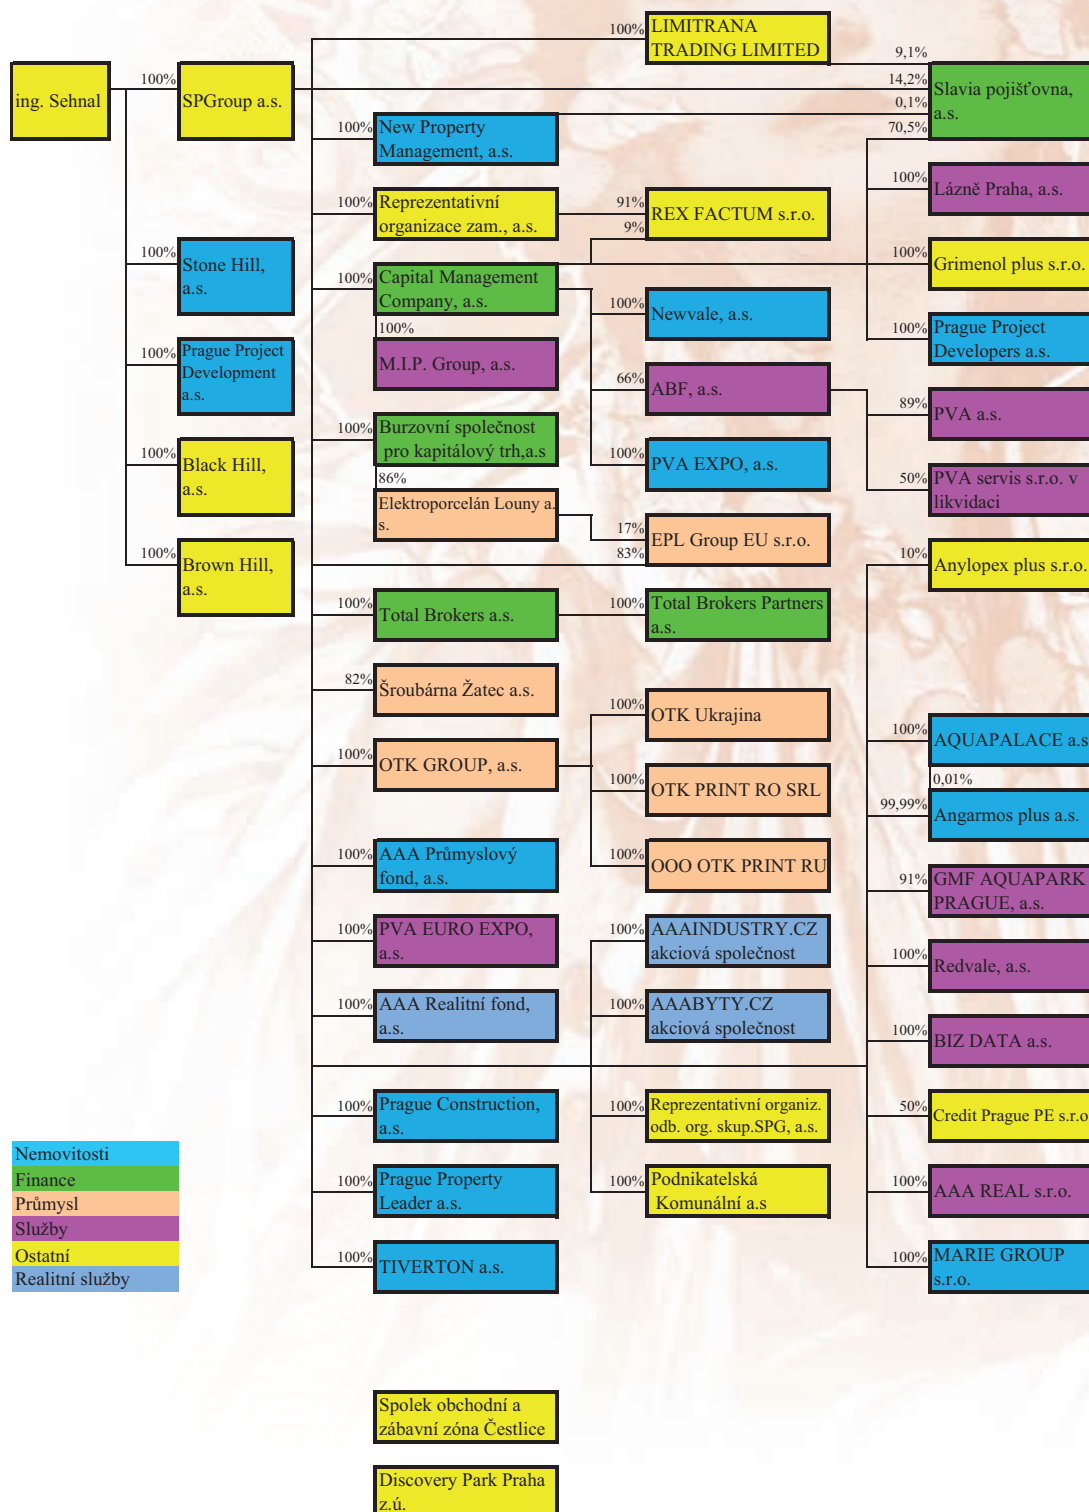 100%
LIMITRANA
TRADING LIMITED
9,1%
ing. Sehnal
100%
SPGroup a.s.
14,2%
0,1%
70,5%
Slavia pojišťovna,
a.s.
100%
New Property
Management, a.s.
100%
Lázně Praha, a.s.
100%
Reprezentativní
organizace zam., a.s.
91%
9%
REX FACTUM s.r.o.
100%
Stone Hill,
a.s.
100%
Capital Management
Company, a.s.
100%
Grimenol plus s.r.o.
100%
Newvale, a.s.
100%
Prague Project
Developers a.s.
100%
Prague Project
Development
a.s.
100%
M.I.P. Group, a.s.
66%
ABF, a.s.
89%
PVA a.s.
100%
Burzovní společnost
pro kapitálový trh,a.s
100%
PVA EXPO, a.s.
100%
Black Hill,
a.s.
50%
PVA servis s.r.o. v
likvidaci
86%
Elektroporcelán Louny a.
s.
17%
83%
EPL Group EU s.r.o.
100%
Brown Hill,
a.s.
10%
Anylopex plus s.r.o.
100%
Total Brokers a.s.
100%
Total Brokers Partners
a.s.
82%
Šroubárna Žatec a.s.
100%
OTK Ukrajina
100%
AQUAPALACE a.s
100%
OTK GROUP, a.s.
100%
OTK PRINT RO SRL
0,01%
99,99%
Angarmos plus a.s.
100%
AAA Průmyslový
fond, a.s.
100%
OOO OTK PRINT RU
91%
GMF AQUAPARK
PRAGUE, a.s.
100%
PVA EURO EXPO,
a.s.
100%
AAAINDUSTRY.CZ
akciová společnost
100%
Redvale, a.s.
100%
AAA Realitní fond,
a.s.
100%
AAABYTY.CZ
akciová společnost
100%
BIZ DATA a.s.
100%
Prague Construction,
a.s.
100%
Reprezentativní organiz.
odb. org. skup.SPG, a.s.
50%
Credit Prague PE s.r.o
100%
Prague Property
Leader a.s.
100%
Podnikatelská
Komunální a.s
100%
AAA REAL s.r.o.
100%
TIVERTON a.s.
100%
MARIE GROUP
s.r.o.
Nemovitosti
Finance
Průmysl
Služby
Ostatní
Realitní služby
Spolek obchodní a
zábavní zóna Čestlice
Discovery Park Praha
z.ú.